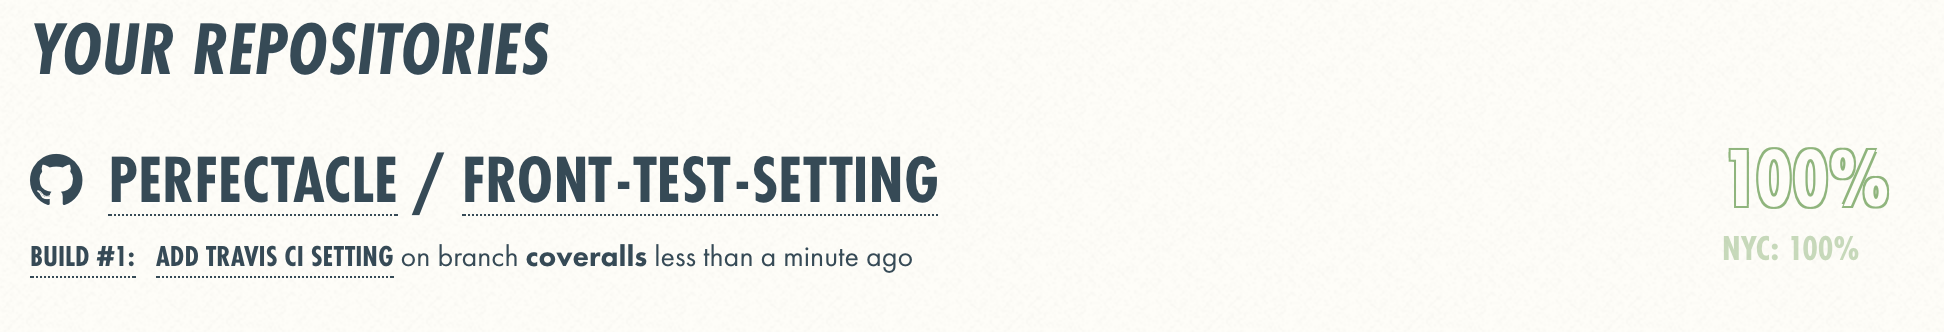 YOUR REPOSITORIES
PERFECTACLE / FRONT-TEST-SETTING
100%
BUILD #1: ADD TRAVIS CI SETTING on branch coveralls less than a minute ago
NYC: 100%